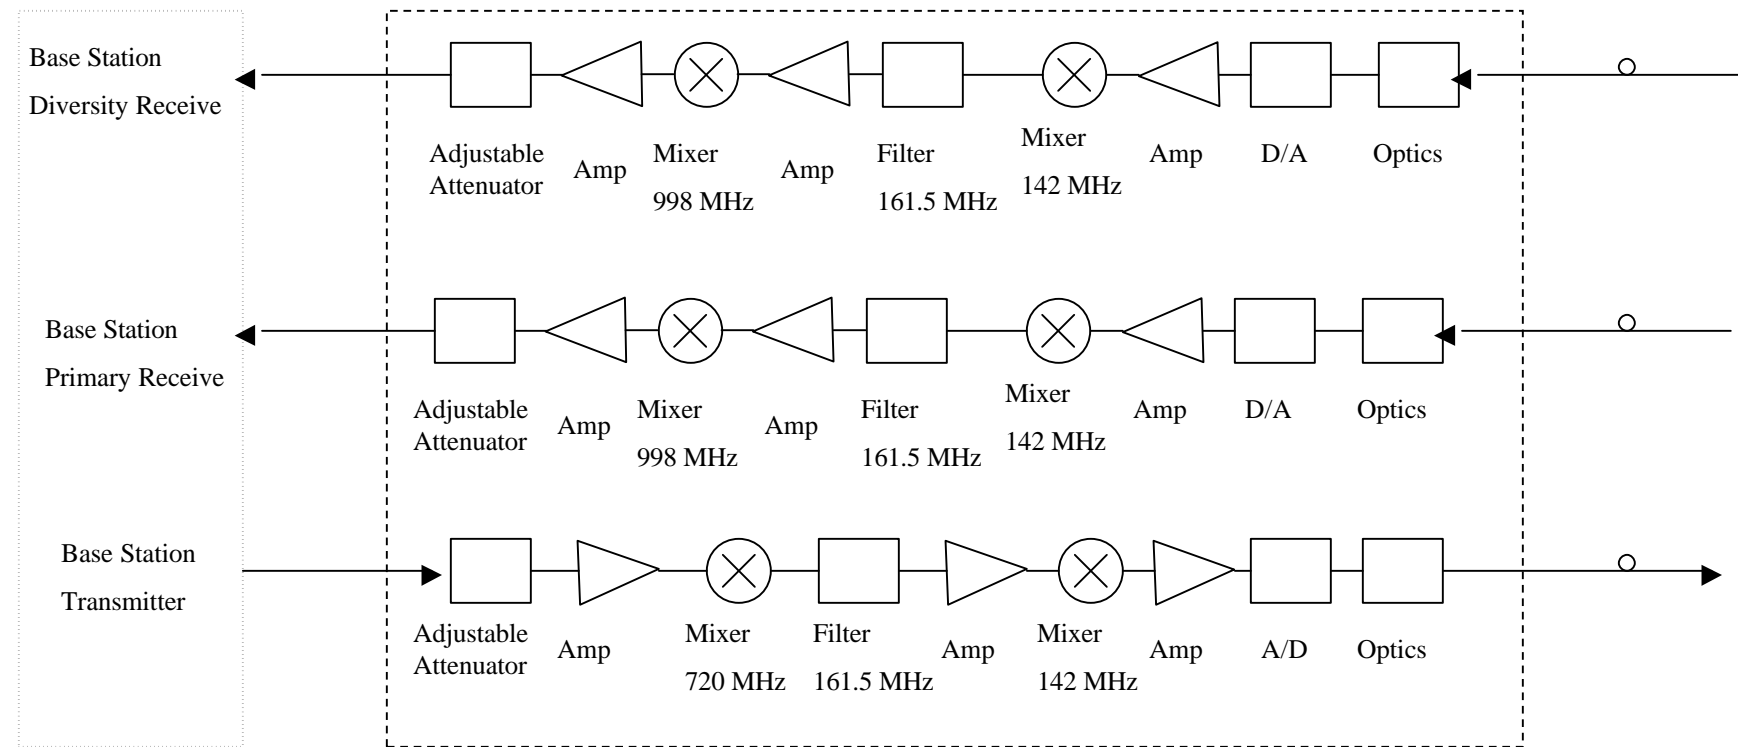 Base Station
Diversity Receive
Adjustable
Attenuator
Amp
Mixer
998 MHz
Amp
Filter
161.5 MHz
Mixer
142 MHz
Amp
D/A
Optics
Base Station
Primary Receive
Adjustable
Attenuator
Amp
Mixer
998 MHz
Amp
Filter
161.5 MHz
Mixer
142 MHz
Amp
D/A
Optics
Base Station
Transmitter
Adjustable
Attenuator
Amp
Mixer
720 MHz
Filter
161.5 MHz
Amp
Mixer
142 MHz
Amp
A/D
Optics